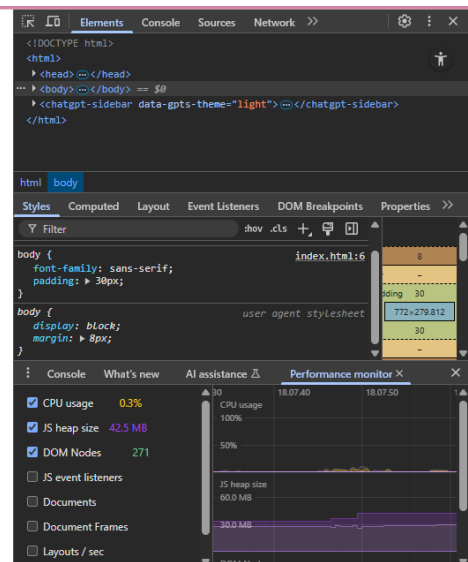 Elements Console Sources Network
<!DOCTYPE html>
<html>
<head>…</head>
… <body>…</body> == $0
<chatgpt-sidebar data-gpts-theme="light">…</chatgpt-sidebar>
</html>
html body
Styles Computed Layout Event Listeners DOM Breakpoints Properties
Filter :hov .cls
body { index.html:6
font-family: sans-serif;
padding: 30px;
}
body { user agent stylesheet
display: block;
margin: 8px;
}
8
–
dding 30
772×279.812
30
–
Console What's new AI assistance Performance monitor
CPU usage 0.3%
JS heap size 42.5 MB
DOM Nodes 271
JS event listeners
Documents
Document Frames
Layouts / sec
30 18.07.40 18.07.50 1
CPU usage
100%
50%
JS heap size
60.0 MB
30.0 MB